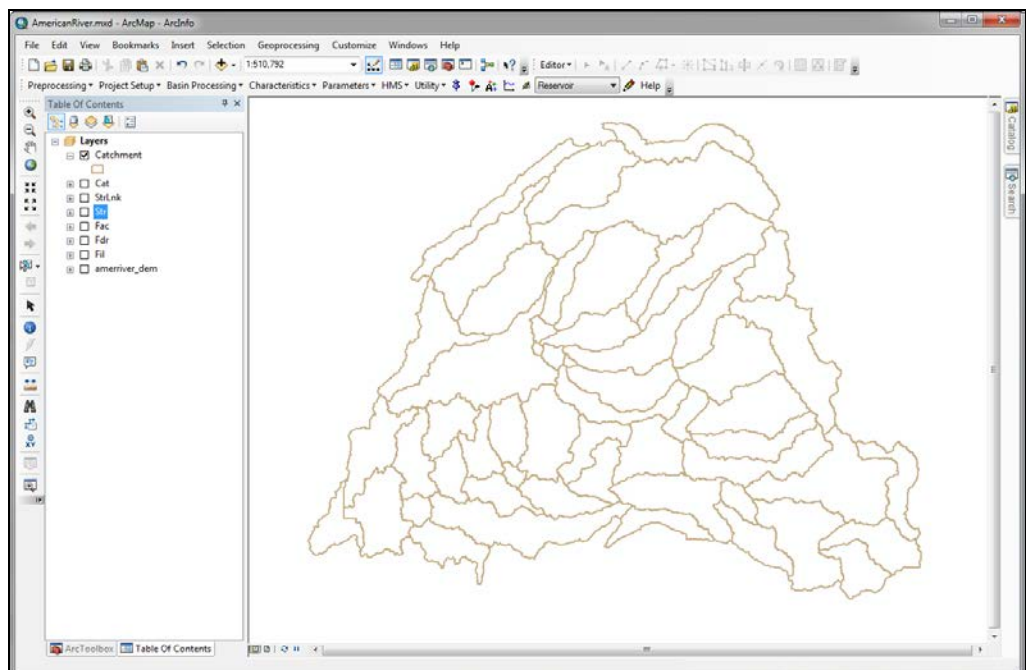 AmericanRiver.mxd - ArcMap - ArcInfo
File Edit View Bookmarks Insert Selection Geoprocessing Customize Windows Help
1:510,792 Editor
Preprocessing Project Setup Basin Processing Characteristics Parameters HMS Utility Reservoir Help
Table Of Contents
Layers
Catchment
Cat
StrLnk
Str
Fac
Fdr
Fil
amerriver_dem
XY
Catalog
Search
ArcToolbox Table Of Contents